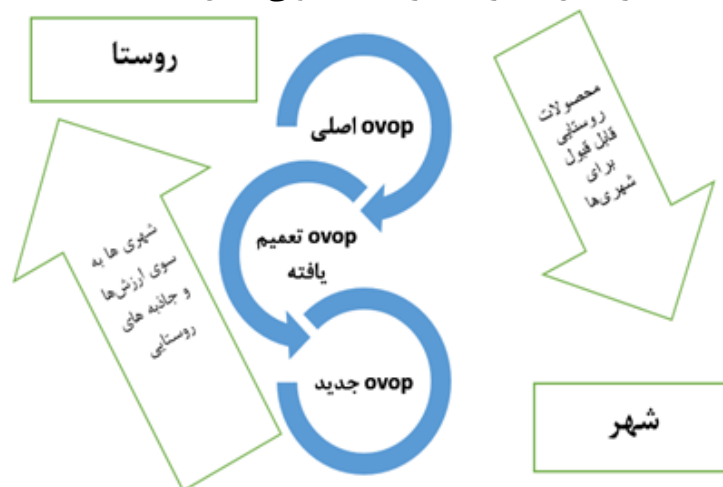 روستا
ovop اصلی
محصولات
روستایی
قابل قبول
برای
شهری‌ها
ovop تعمیم
یافته
شهری ها به
سوی ارزش‌ها
و جاذبه های
روستایی
ovop جدید
شهر